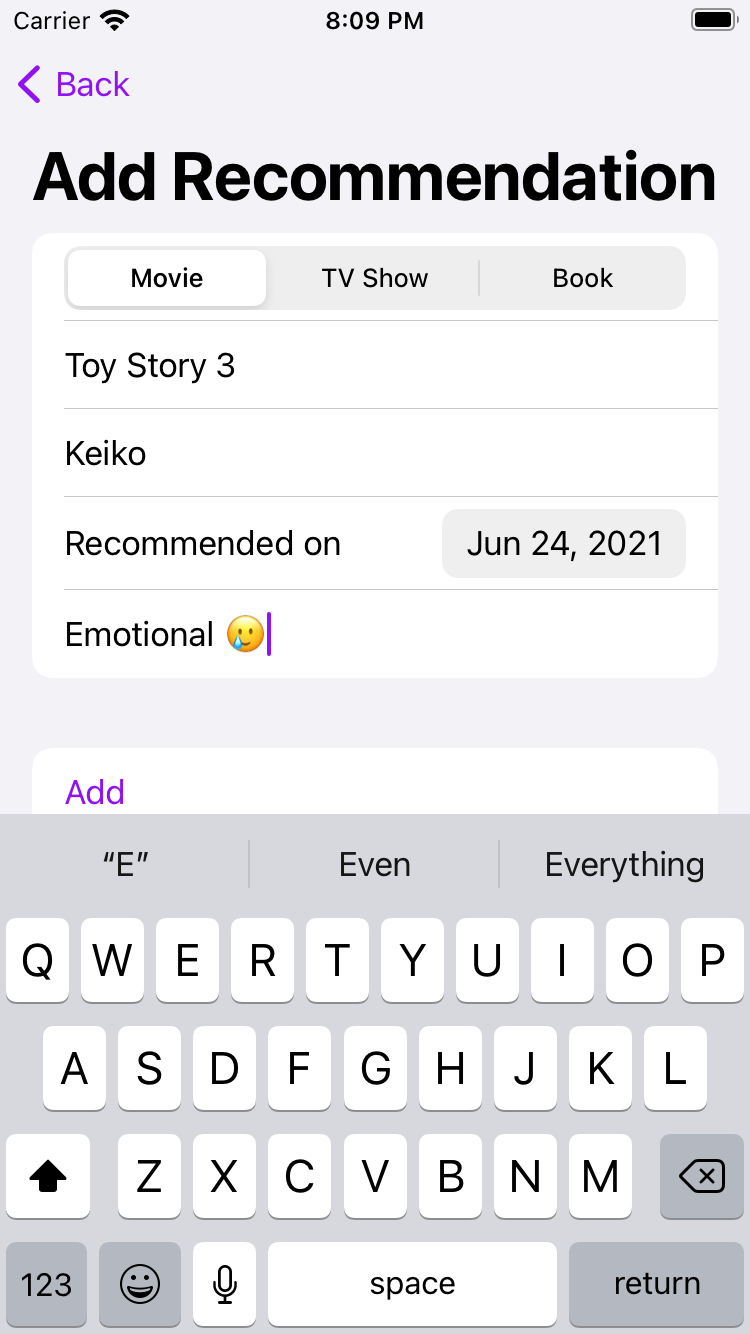 Carrier 8:09 PM
Back
Add Recommendation
Movie TV Show Book
Toy Story 3
Keiko
Recommended on Jun 24, 2021
Emotional 🥲
Add
“E” Even Everything
Q W E R T Y U I O P
A S D F G H J K L
Z X C V B N M
123 space return